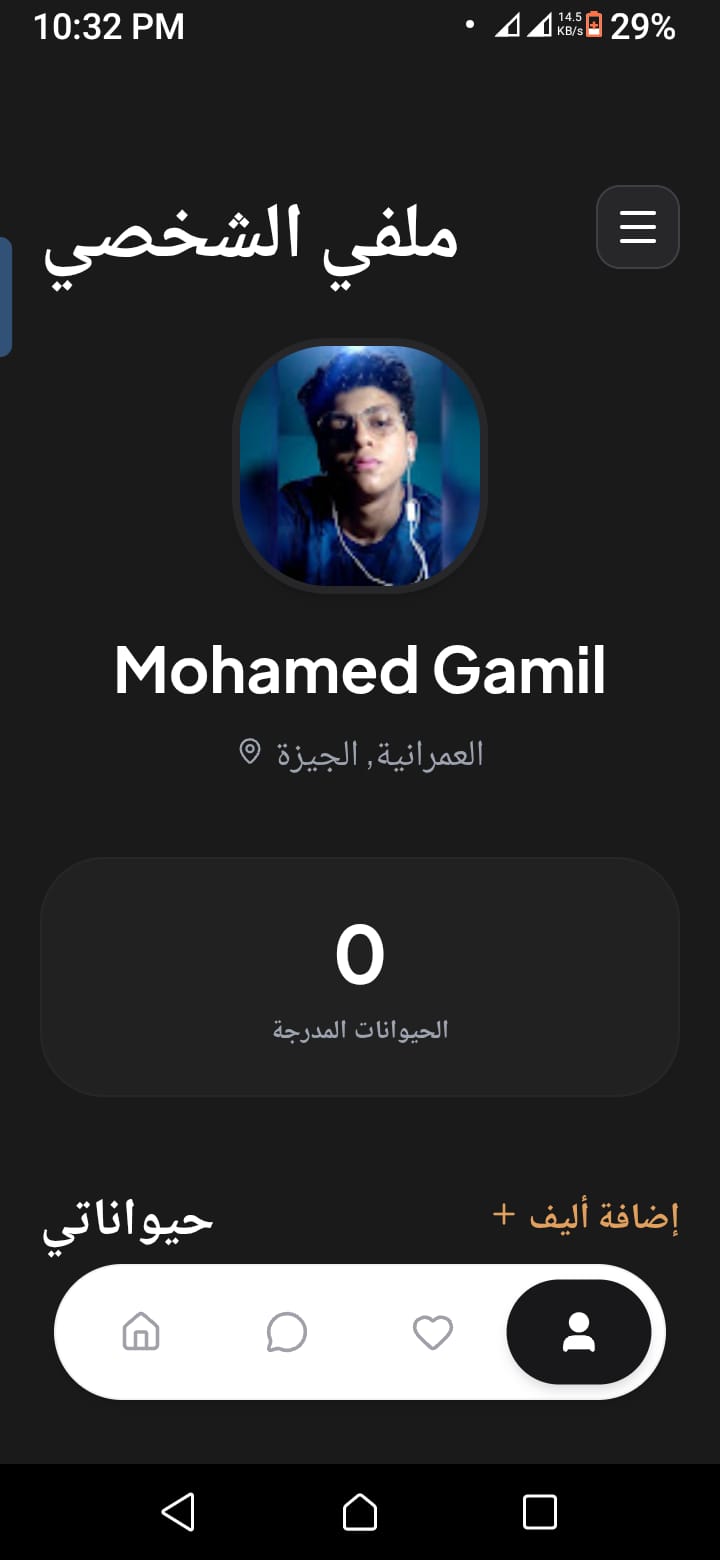 10:32 PM
14.5
KB/s
29%
ملفي الشخصي
Mohamed Gamil
العمرانية, الجيزة
0
الحيوانات المدرجة
حيواناتي
إضافة أليف +